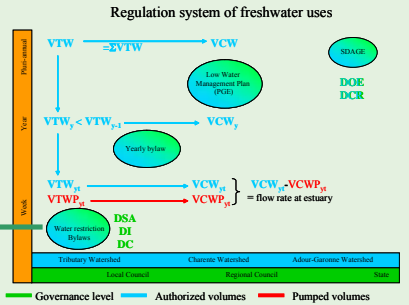 Regulation system of freshwater uses
Pluri-annual
VTW
=ΣVTW
VCW
SDAGE
DOE
DCR
Low Water
Management Plan
(PGE)
Year
VTWy < VTWy-1
VCWy
Yearly bylaw
Week
VTWyt
VCWyt
VCWyt-VCWPyt
VTWPyt
VCWPyt
= flow rate at estuary
Water restriction
Bylaws
DSA
DI
DC
Tributary Watershed
Charente Watershed
Adour-Garonne Watershed
Local Council
Regional Council
State
Governance level
Authorized volumes
Pumped volumes